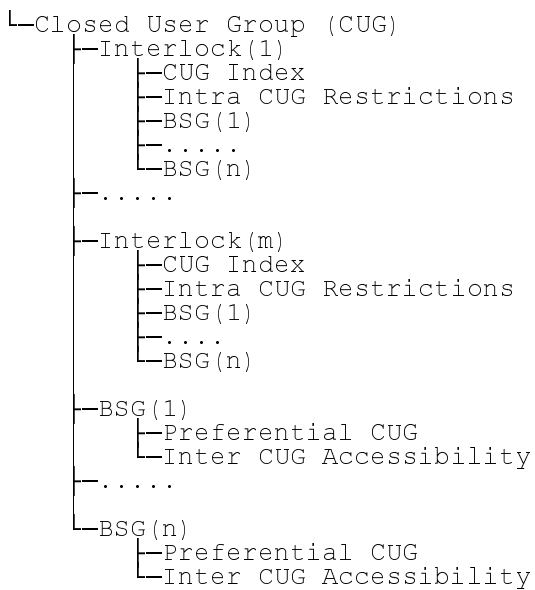 Closed User Group (CUG)
Interlock(1)
CUG Index
Intra CUG Restrictions
BSG(1)
.....
BSG(n)
.....
Interlock(m)
CUG Index
Intra CUG Restrictions
BSG(1)
....
BSG(n)
BSG(1)
Preferential CUG
Inter CUG Accessibility
.....
BSG(n)
Preferential CUG
Inter CUG Accessibility